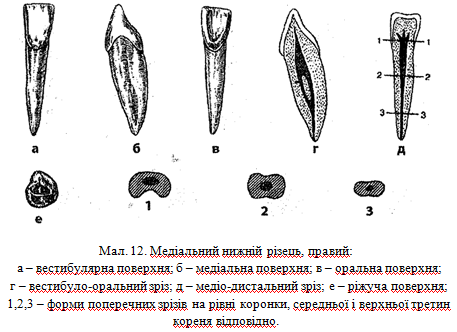 1 1
2 2
3 3
а б в г д
е 1 2 3
Мал. 12. Медіальний нижній різець, правий:
а – вестибулярна поверхня; б – медіальна поверхня; в – оральна поверхня;
г – вестибуло-оральний зріз; д – медіо-дистальний зріз; е – ріжуча поверхня:
1,2,3 – форми поперечних зрізів на рівні коронки, середньої і верхньої третин
кореня відповідно.